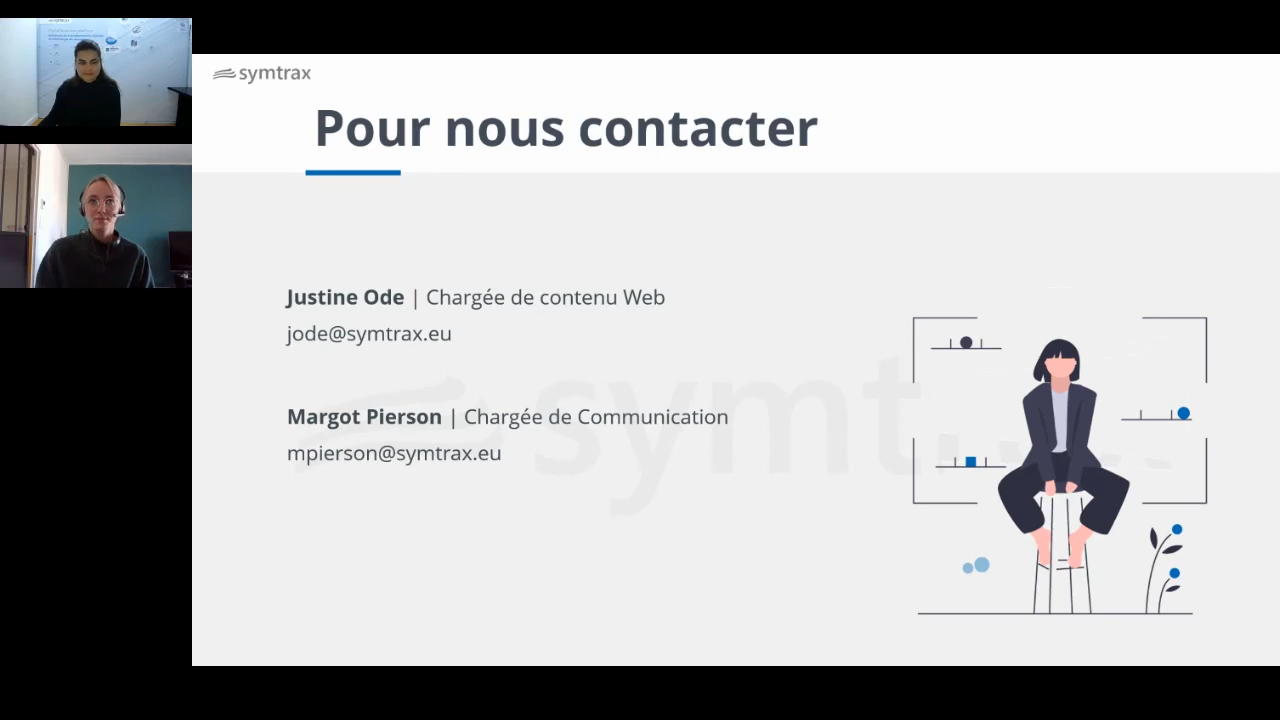 symtrax
Pour nous contacter
Justine Ode | Chargée de contenu Web
jode@symtrax.eu
Margot Pierson | Chargée de Communication
mpierson@symtrax.eu